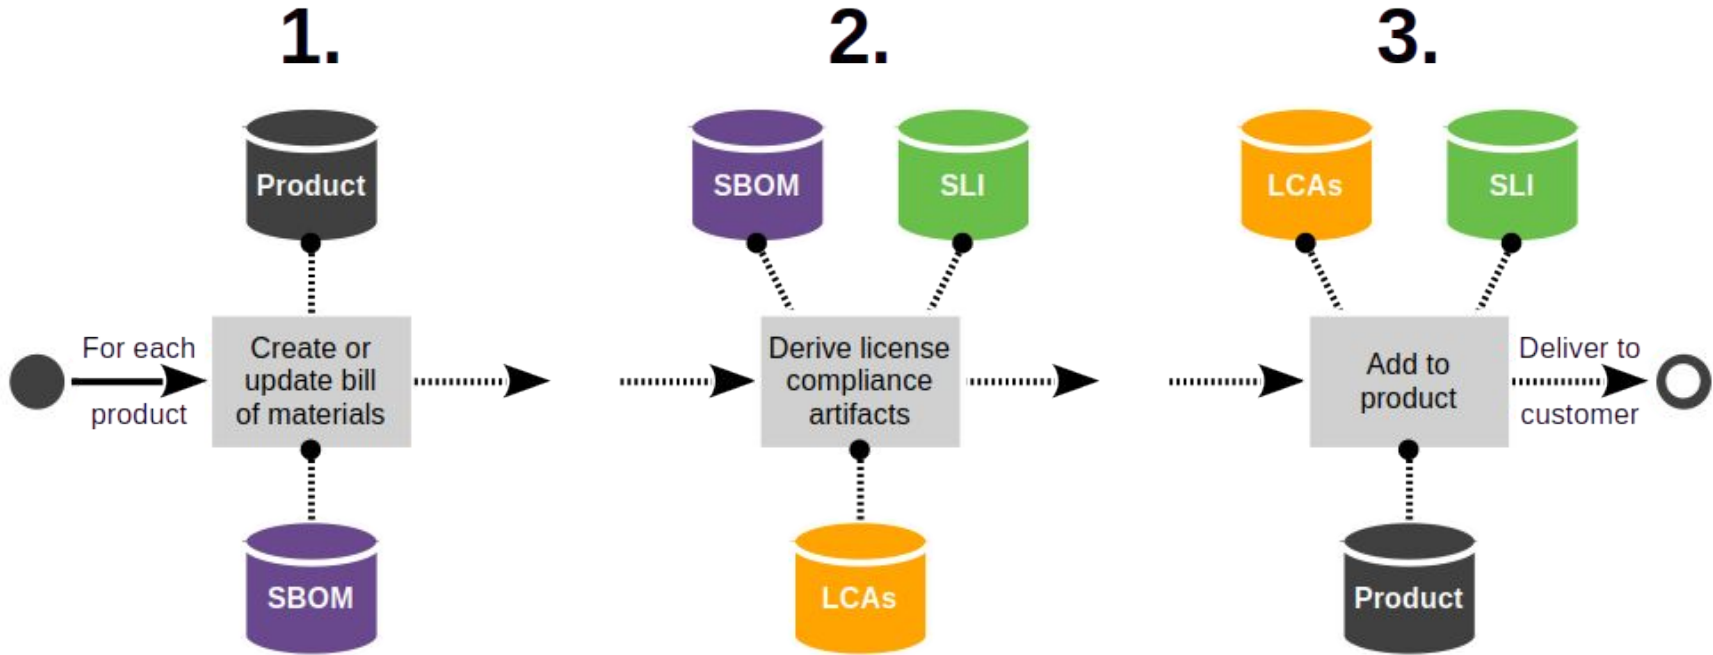 1.
2.
3.
Product
SBOM
SLI
LCAs
SLI
For each
product
Create or
update bill
of materials
Derive license
compliance
artifacts
Add to
product
Deliver to
customer
SBOM
LCAs
Product